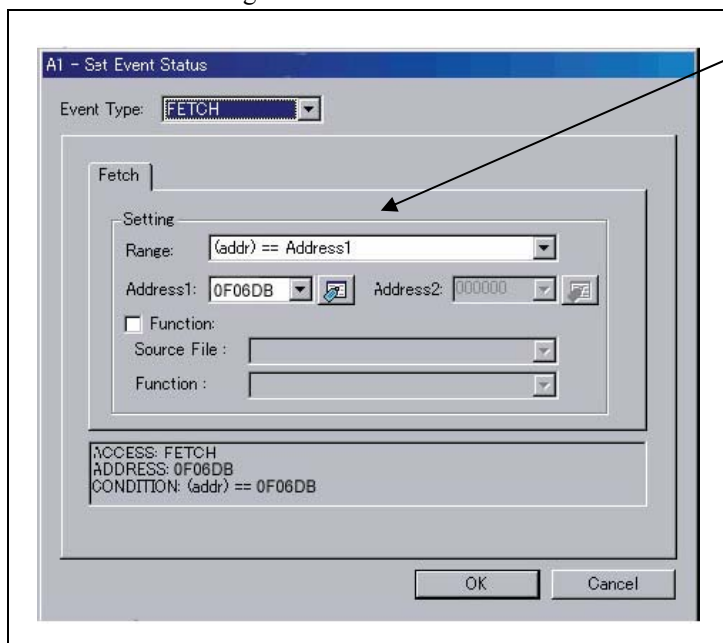 A1 - Set Event Status
Event Type: FETCH
Fetch
Setting
Range: (addr) == Address1
Address1: 0F06DB Address2: 000000
Function:
Source File :
Function :
ACCESS: FETCH
ADDRESS: 0F06DB
CONDITION: (addr) == 0F06DB
OK Cancel